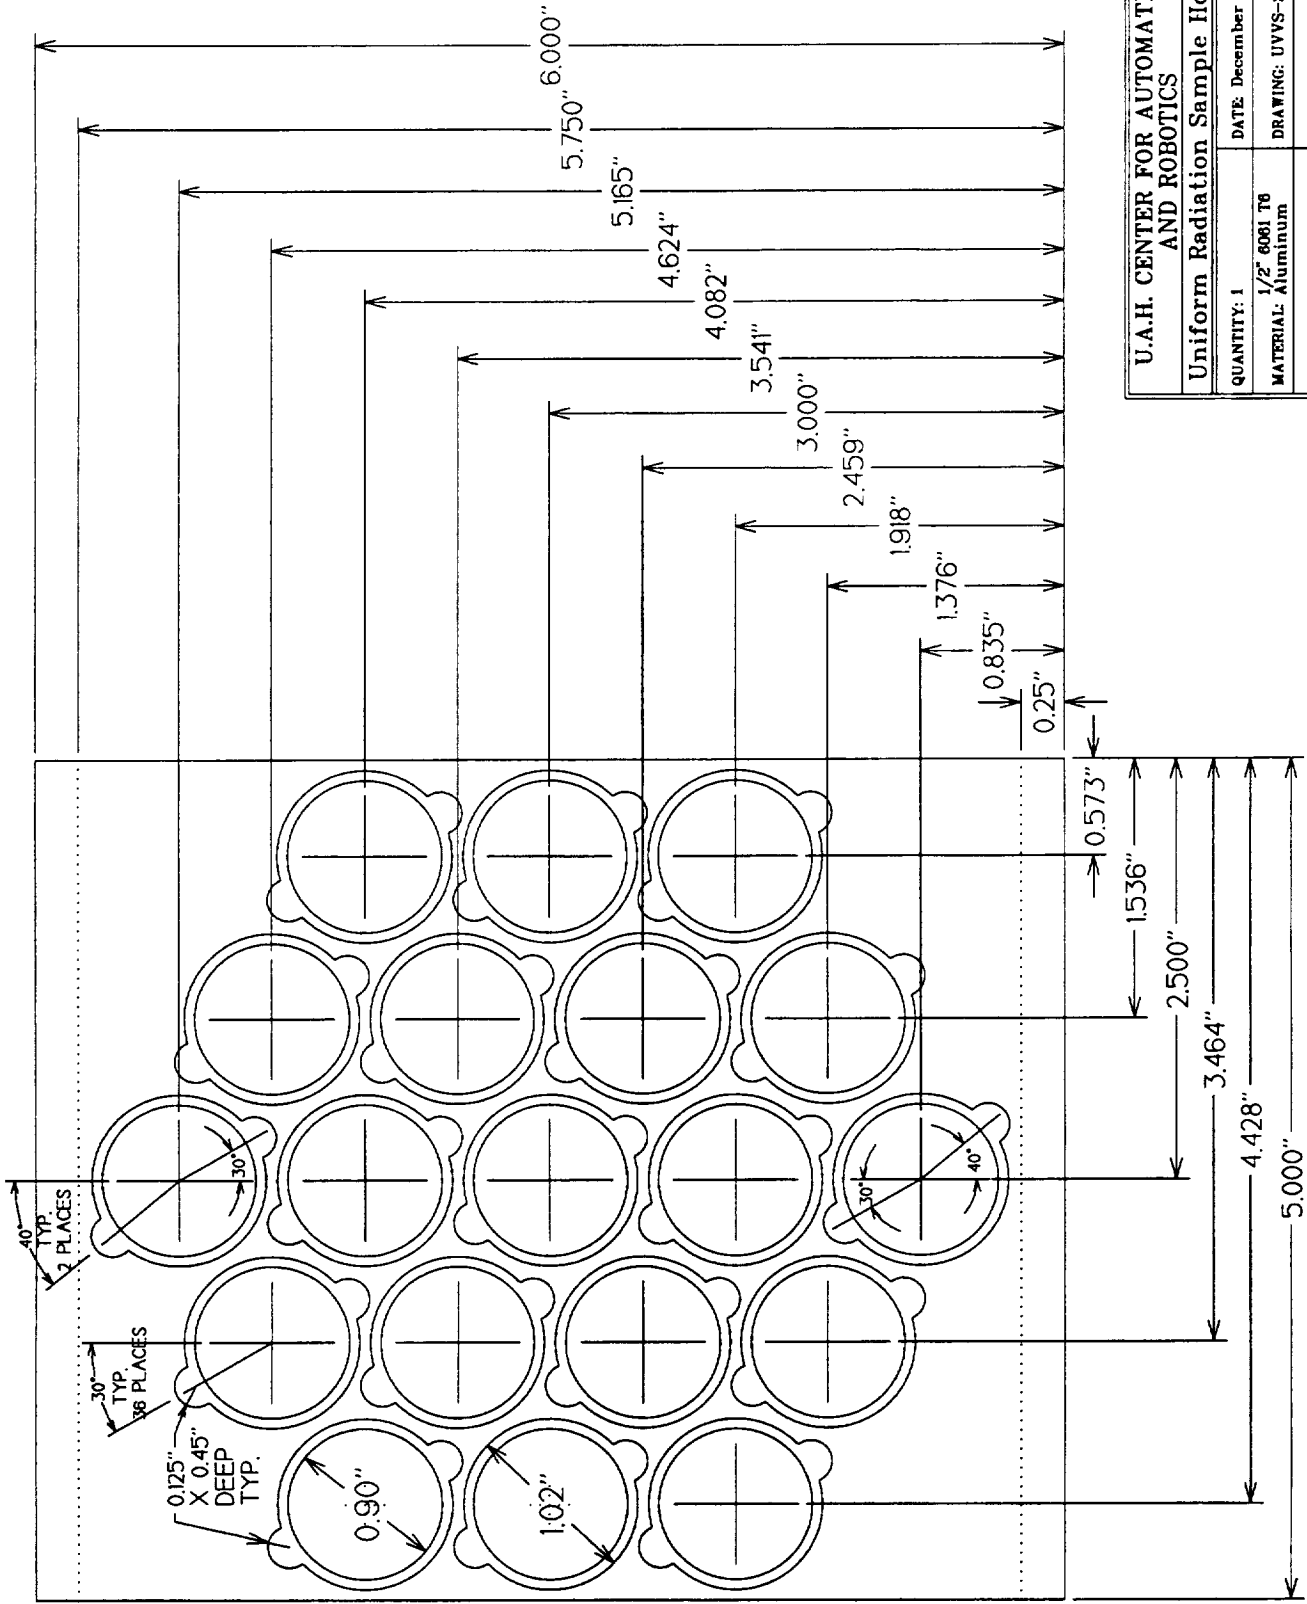 40°
TYP.
2 PLACES
30°
TYP.
38 PLACES
0.125"
X 0.45"
DEEP
TYP.
0.90"
1.02"
30°
30°
40°
6.000"
5.750"
5.165"
4.624"
4.082"
3.541"
3.000"
2.459"
1.918"
1.376"
0.835"
0.25"
0.573"
1.536"
2.500"
3.464"
4.428"
5.000"
U.A.H. CENTER FOR AUTOMAT
AND ROBOTICS
Uniform Radiation Sample Ho
QUANTITY: 1
DATE: December
MATERIAL: 1/2" 6061 T6
Aluminum
DRAWING: UVVS-